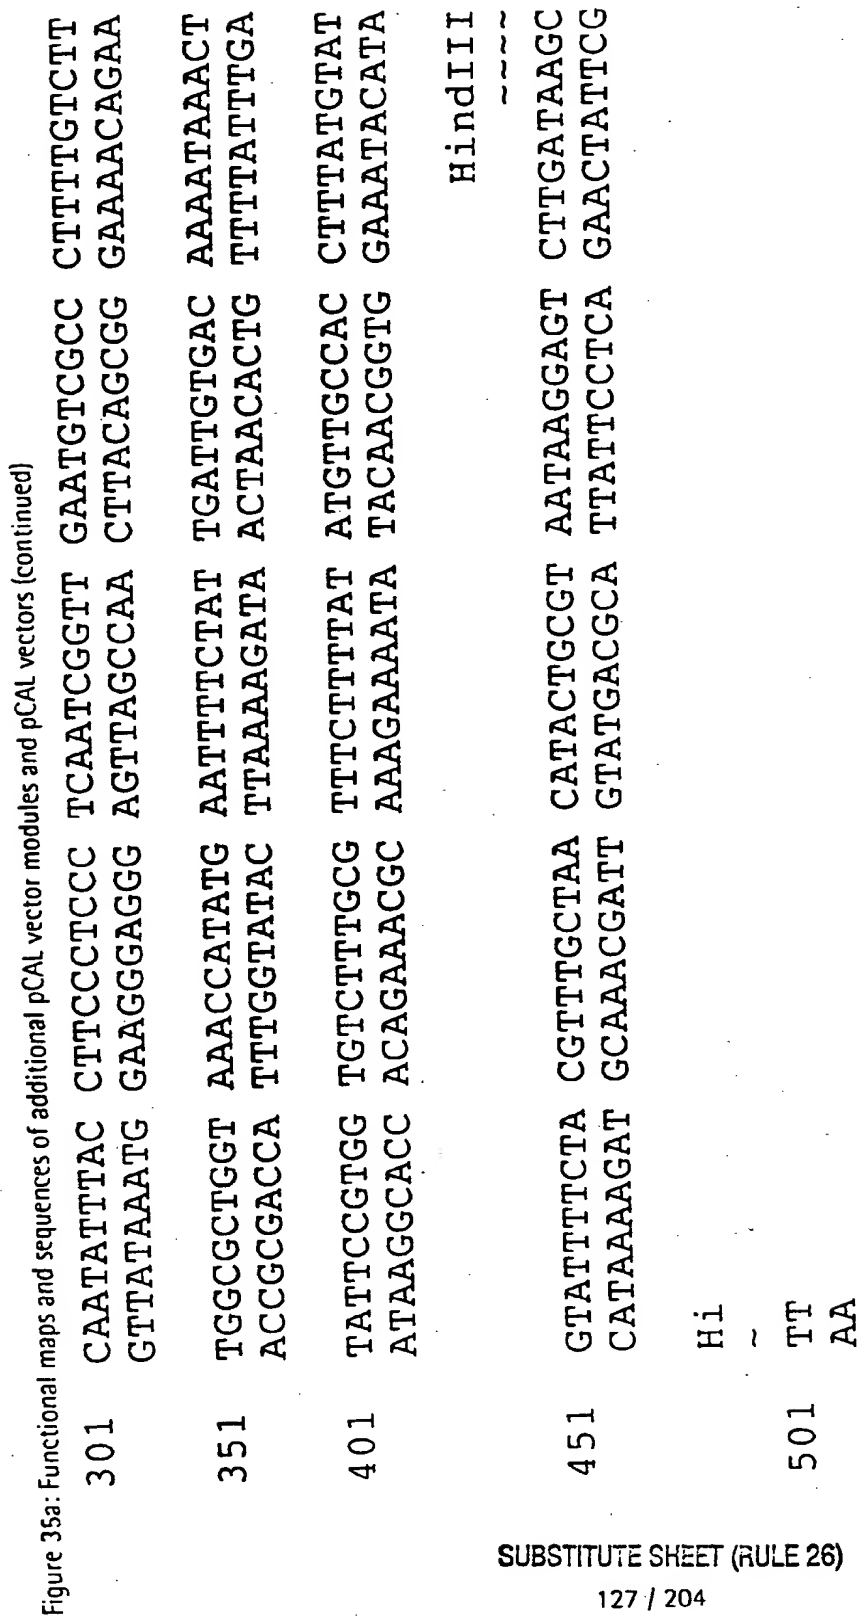 Figure 35a: Functional maps and sequences of additional pCAL vector modules and pCAL vectors (continued)
301 CAATATTTAC CTTCCCTCCC TCAATCGGTT GAATGTCGCC CTTTTGTCTT
GTTATAAATG GAAGGGAGGG AGTTAGCCAA CTTACAGCGG GAAAACAGAA
351 TGGCGCTGGT AAACCATATG AATTTTCTAT TGATTGTGAC AAAATAAACT
ACCGCGACCA TTTGGTATAC TTAAAAGATA ACTAACACTG TTTTATTTGA
401 TATTCCGTGG TGTCTTTGCG TTTCTTTTAT ATGTTGCCAC CTTTATGTAT
ATAAGGCACC ACAGAAACGC AAAGAAAATA TACAACGGTG GAAATACATA
HindIII
~~~~
451 GTATTTTCTA CGTTTGCTAA CATACTGCGT AATAAGGAGT CTTGATAAGC
CATAAAAGAT GCAAACGATT GTATGACGCA TTATTCCTCA GAACTATTCG
Hi
~
501 TT
AA
SUBSTITUTE SHEET (RULE 26)
127 / 204